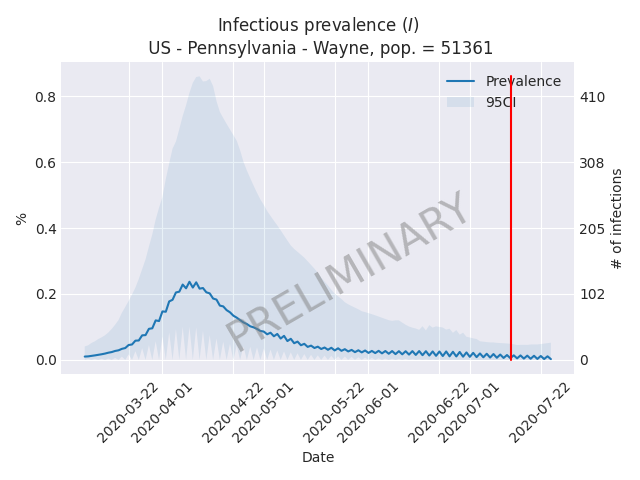 Infectious prevalence (I)
US - Pennsylvania - Wayne, pop. = 51361
Prevalence
95CI
0.8
0.6
0.4
0.2
0.0
%
410
308
205
102
0
# of infections
PRELIMINARY
2020-03-22
2020-04-01
2020-04-22
2020-05-01
2020-05-22
2020-06-01
2020-06-22
2020-07-01
2020-07-22
Date